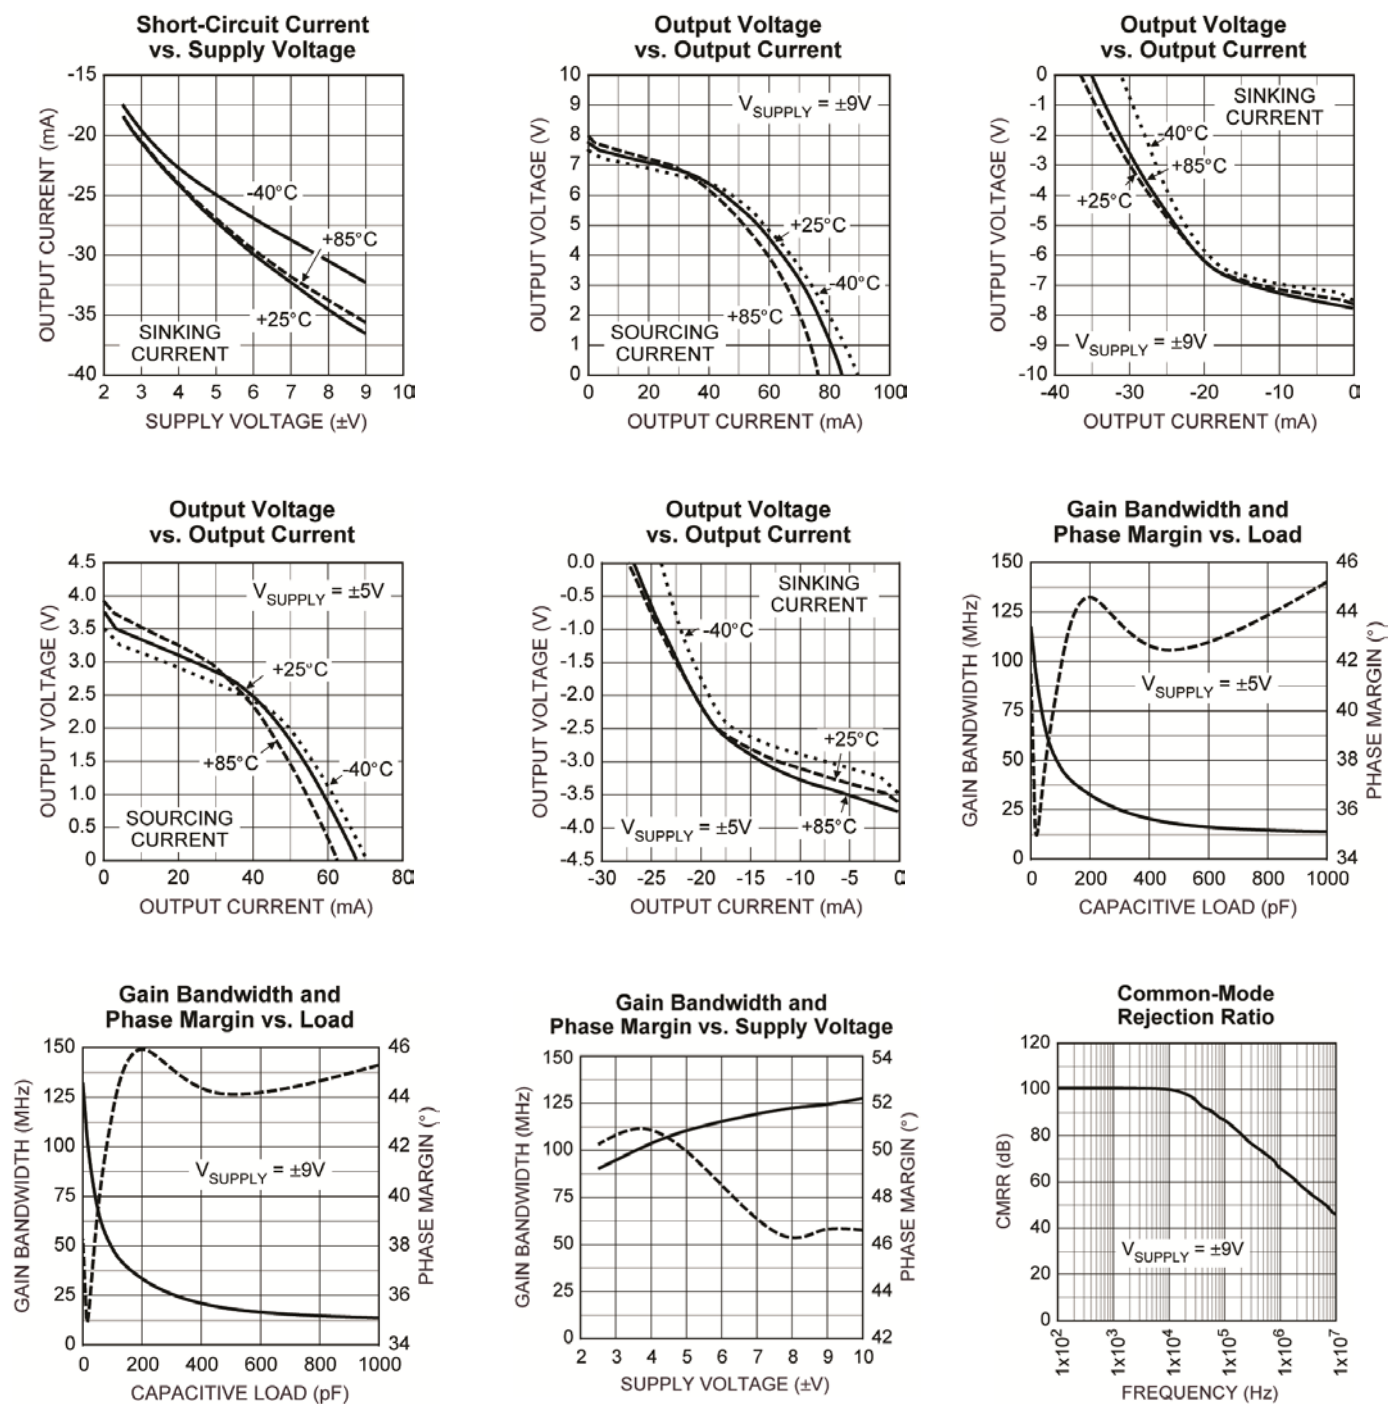 Short-Circuit Current
vs. Supply Voltage
-15
-20
-25
-30
-35
-40
OUTPUT CURRENT (mA)
-40°C
+85°C
+25°C
SINKING
CURRENT
2 3 4 5 6 7 8 9 10
SUPPLY VOLTAGE (±V)
Output Voltage
vs. Output Current
10
9
8
7
6
5
4
3
2
1
0
OUTPUT VOLTAGE (V)
VSUPPLY = ±9V
+25°C
-40°C
+85°C
SOURCING
CURRENT
0 20 40 60 80 100
OUTPUT CURRENT (mA)
Output Voltage
vs. Output Current
0
-1
-2
-3
-4
-5
-6
-7
-8
-9
-10
OUTPUT VOLTAGE (V)
SINKING
CURRENT
-40°C
+85°C
+25°C
VSUPPLY = ±9V
-40 -30 -20 -10 0
OUTPUT CURRENT (mA)
Output Voltage
vs. Output Current
4.5
4.0
3.5
3.0
2.5
2.0
1.5
1.0
0.5
0
OUTPUT VOLTAGE (V)
VSUPPLY = ±5V
+25°C
+85°C
-40°C
SOURCING
CURRENT
0 20 40 60 80
OUTPUT CURRENT (mA)
Output Voltage
vs. Output Current
0.0
-0.5
-1.0
-1.5
-2.0
-2.5
-3.0
-3.5
-4.0
-4.5
OUTPUT VOLTAGE (V)
SINKING
CURRENT
-40°C
+25°C
VSUPPLY = ±5V
+85°C
-30 -25 -20 -15 -10 -5 0
OUTPUT CURRENT (mA)
Gain Bandwidth and
Phase Margin vs. Load
150
125
100
75
50
25
0
GAIN BANDWIDTH (MHz)
VSUPPLY = ±5V
46
44
42
40
38
36
34
PHASE MARGIN (°)
0 200 400 600 800 1000
CAPACITIVE LOAD (pF)
Gain Bandwidth and
Phase Margin vs. Load
150
125
100
75
50
25
0
GAIN BANDWIDTH (MHz)
VSUPPLY = ±9V
46
44
42
40
38
36
34
PHASE MARGIN (°)
0 200 400 600 800 1000
CAPACITIVE LOAD (pF)
Gain Bandwidth and
Phase Margin vs. Supply Voltage
150
125
100
75
50
25
0
GAIN BANDWIDTH (MHz)
54
52
50
48
46
44
42
PHASE MARGIN (°)
2 3 4 5 6 7 8 9 10
SUPPLY VOLTAGE (±V)
Common-Mode
Rejection Ratio
120
100
80
60
40
20
0
CMRR (dB)
VSUPPLY = ±9V
1x10² 1x10³ 1x10⁴ 1x10⁵ 1x10⁶ 1x10⁷
FREQUENCY (Hz)